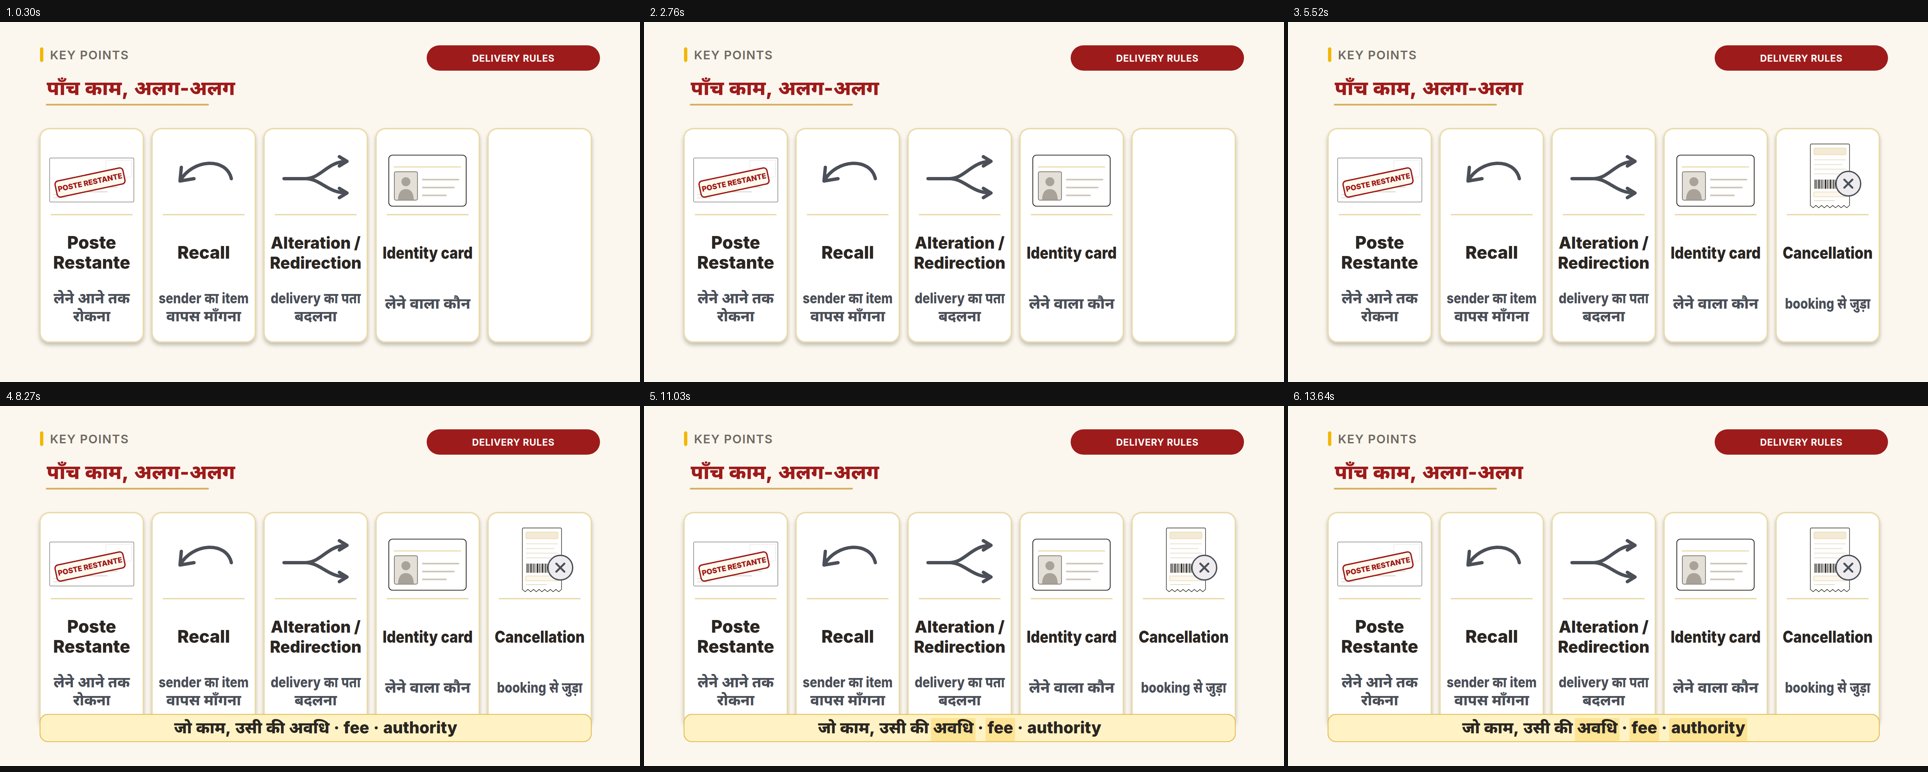 1. 0.30s
KEY POINTS
DELIVERY RULES
पाँच काम, अलग-अलग
POSTE RESTANTE
Poste Restante
लेने आने तक रोकना
Recall
sender का item वापस माँगना
Alteration / Redirection
delivery का पता बदलना
Identity card
लेने वाला कौन
2. 2.76s
KEY POINTS
DELIVERY RULES
पाँच काम, अलग-अलग
POSTE RESTANTE
Poste Restante
लेने आने तक रोकना
Recall
sender का item वापस माँगना
Alteration / Redirection
delivery का पता बदलना
Identity card
लेने वाला कौन
3. 5.52s
KEY POINTS
DELIVERY RULES
पाँच काम, अलग-अलग
POSTE RESTANTE
Poste Restante
लेने आने तक रोकना
Recall
sender का item वापस माँगना
Alteration / Redirection
delivery का पता बदलना
Identity card
लेने वाला कौन
Cancellation
booking से जुड़ा
4. 8.27s
KEY POINTS
DELIVERY RULES
पाँच काम, अलग-अलग
POSTE RESTANTE
Poste Restante
लेने आने तक रोकना
Recall
sender का item वापस माँगना
Alteration / Redirection
delivery का पता बदलना
Identity card
लेने वाला कौन
Cancellation
booking से जुड़ा
जो काम, उसी की अवधि · fee · authority
5. 11.03s
KEY POINTS
DELIVERY RULES
पाँच काम, अलग-अलग
POSTE RESTANTE
Poste Restante
लेने आने तक रोकना
Recall
sender का item वापस माँगना
Alteration / Redirection
delivery का पता बदलना
Identity card
लेने वाला कौन
Cancellation
booking से जुड़ा
जो काम, उसी की अवधि · fee · authority
6. 13.64s
KEY POINTS
DELIVERY RULES
पाँच काम, अलग-अलग
POSTE RESTANTE
Poste Restante
लेने आने तक रोकना
Recall
sender का item वापस माँगना
Alteration / Redirection
delivery का पता बदलना
Identity card
लेने वाला कौन
Cancellation
booking से जुड़ा
जो काम, उसी की अवधि · fee · authority